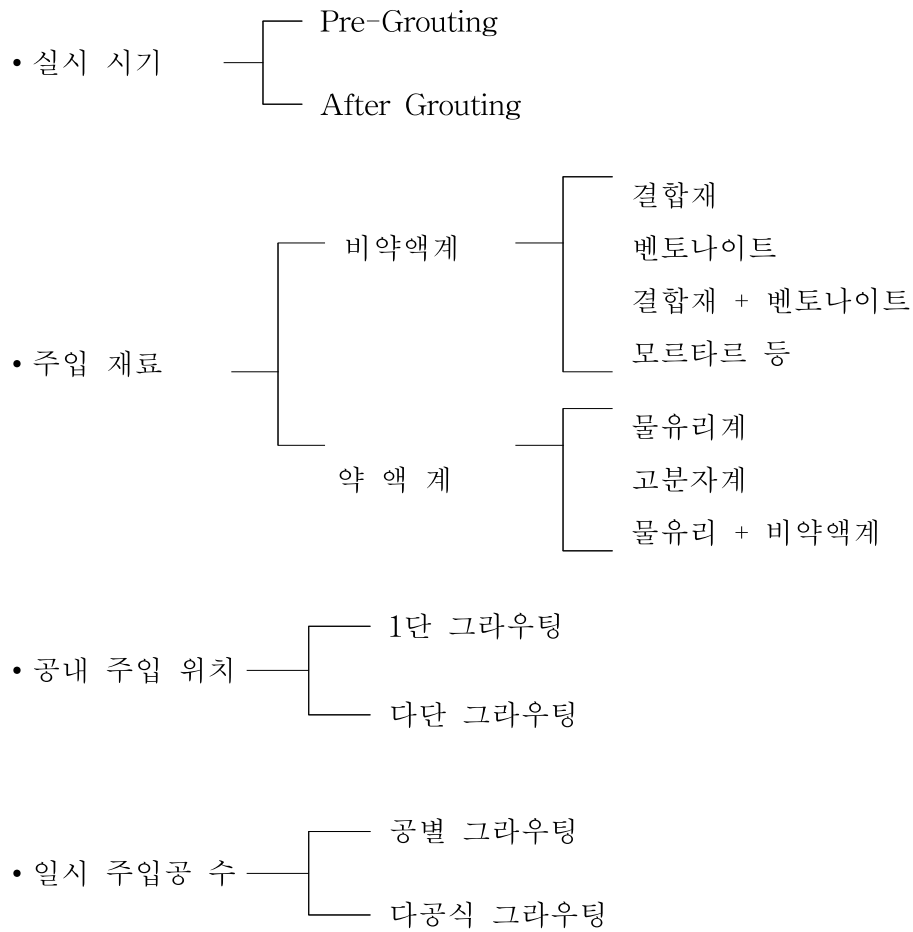 • 실시 시기
Pre-Grouting
After Grouting
• 주입 재료
비약액계
결합재
벤토나이트
결합재 + 벤토나이트
모르타르 등
약 액 계
물유리계
고분자계
물유리 + 비약액계
• 공내 주입 위치
1단 그라우팅
다단 그라우팅
• 일시 주입공 수
공별 그라우팅
다공식 그라우팅